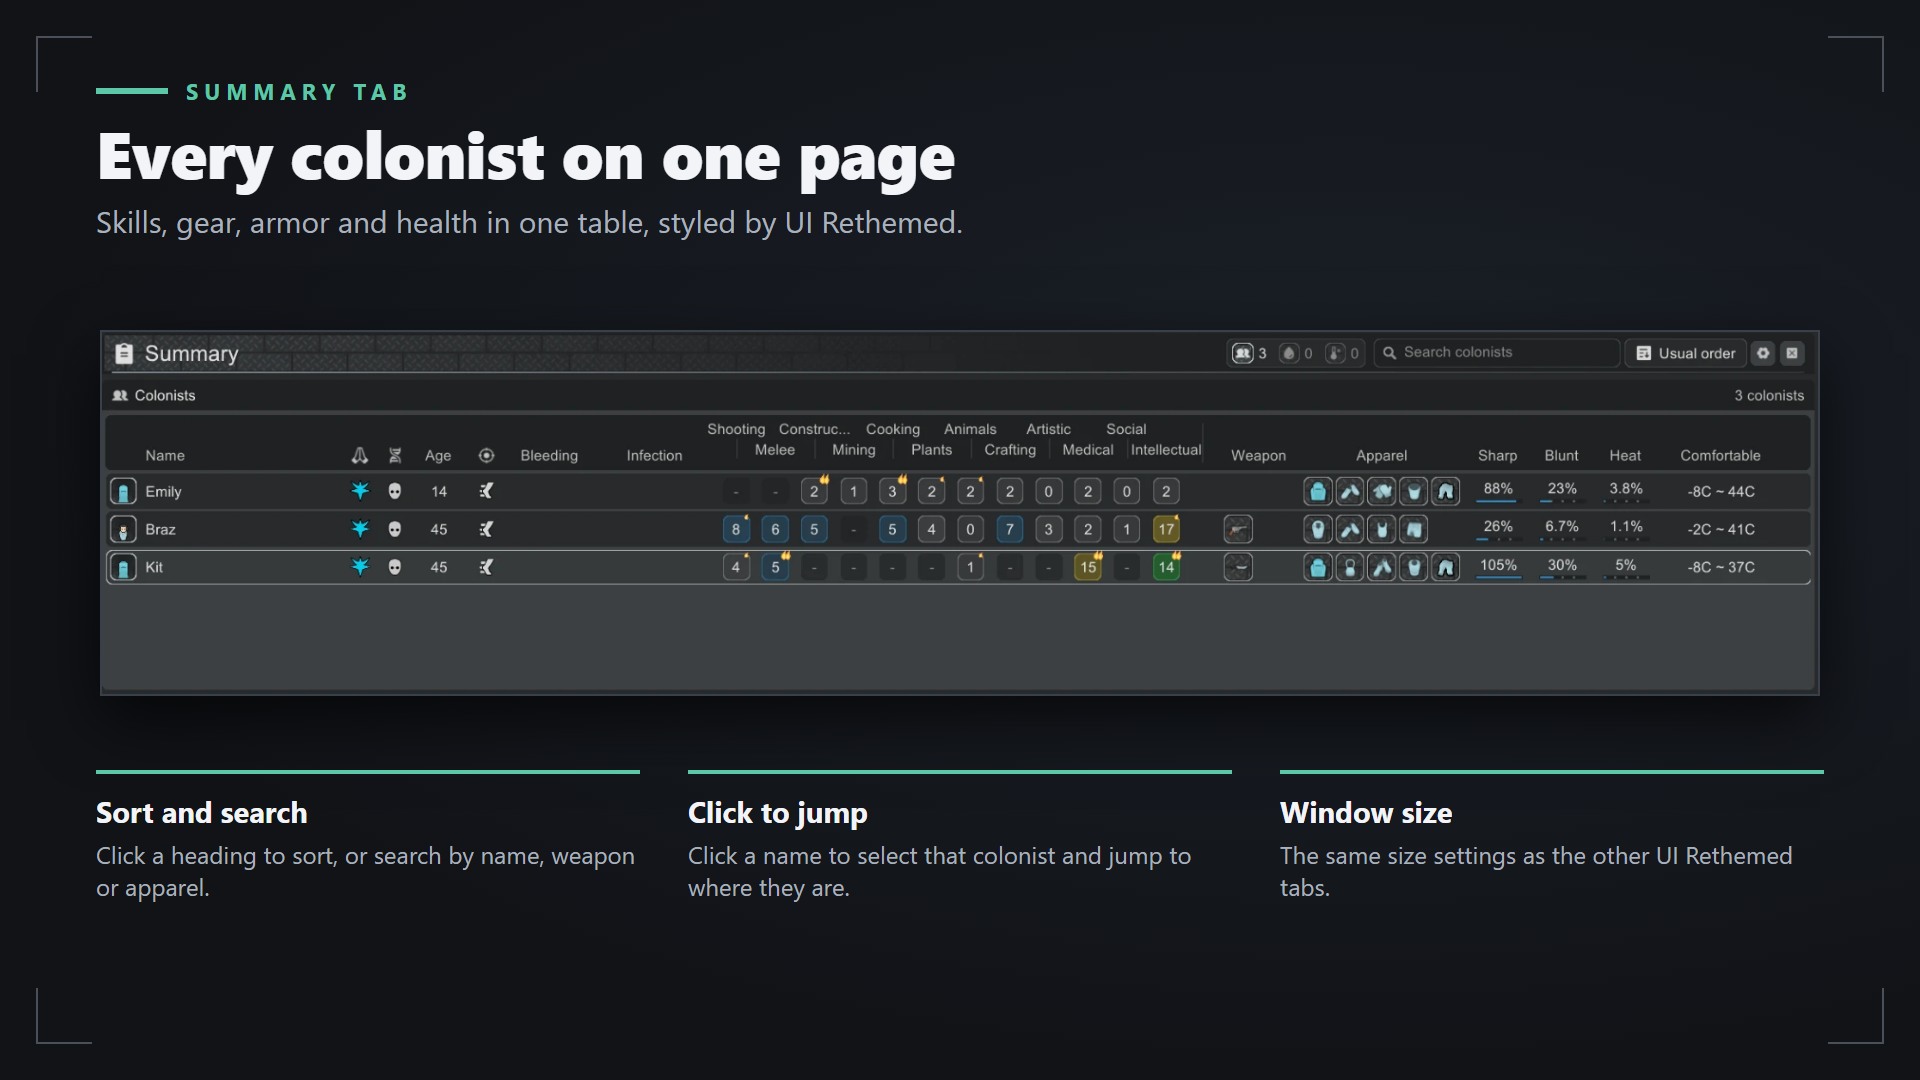 SUMMARY TAB
Every colonist on one page
Skills, gear, armor and health in one table, styled by UI Rethemed.
Summary 3 0 0 Search colonists Usual order
Colonists 3 colonists
Shooting Construc... Cooking Animals Artistic Social
Melee Mining Plants Crafting Medical Intellectual
Name Age Bleeding Infection Weapon Apparel Sharp Blunt Heat Comfortable
Emily 14 - - 2 1 3 2 2 2 0 2 0 2 88% 23% 3.8% -8C ~ 44C
Braz 45 8 6 5 - 5 4 0 7 3 2 1 17 26% 6.7% 1.1% -2C ~ 41C
Kit 45 4 5 - - - - 1 - - 15 - 14 105% 30% 5% -8C ~ 37C
Sort and search
Click a heading to sort, or search by name, weapon
or apparel.
Click to jump
Click a name to select that colonist and jump to
where they are.
Window size
The same size settings as the other UI Rethemed
tabs.